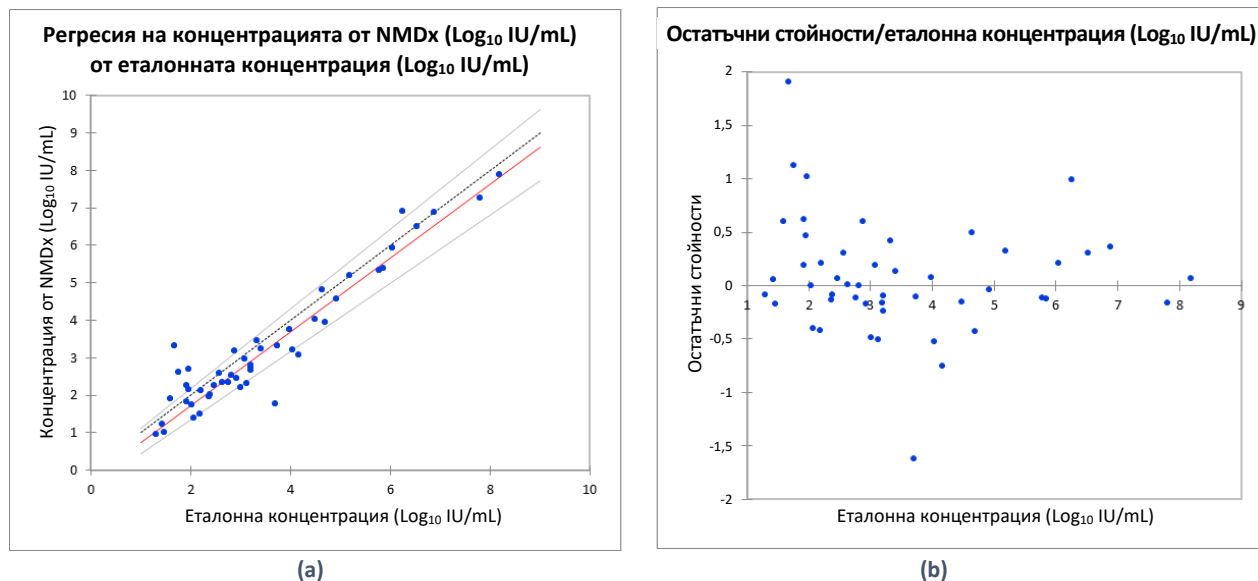 Регресия на концентрацията от NMDx (Log₁₀ IU/mL)
от еталонната концентрация (Log₁₀ IU/mL)
Концентрация от NMDx (Log₁₀ IU/mL)
10
9
8
7
6
5
4
3
2
1
0
0 2 4 6 8 10
Еталонна концентрация (Log₁₀ IU/mL)
(a)
Остатъчни стойности/еталонна концентрация (Log₁₀ IU/mL)
Остатъчни стойности
2
1,5
1
0,5
0
-0,5
-1
-1,5
-2
1 2 3 4 5 6 7 8 9
Еталонна концентрация (Log₁₀ IU/mL)
(b)